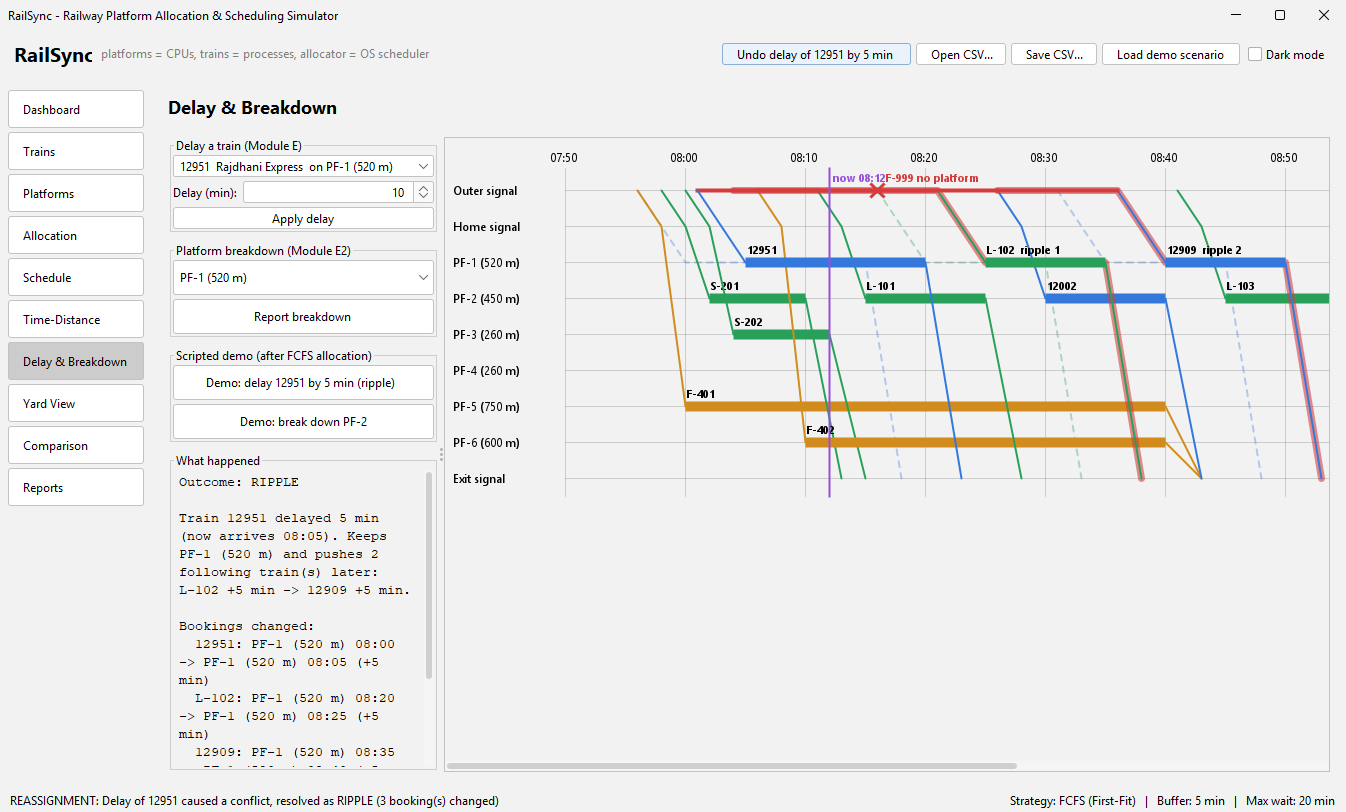 RailSync - Railway Platform Allocation & Scheduling Simulator
RailSync platforms = CPUs, trains = processes, allocator = OS scheduler
Undo delay of 12951 by 5 min
Open CSV...
Save CSV...
Load demo scenario
Dark mode
Dashboard
Trains
Platforms
Allocation
Schedule
Time-Distance
Delay & Breakdown
Yard View
Comparison
Reports
Delay & Breakdown
Delay a train (Module E)
12951 Rajdhani Express on PF-1 (520 m)
Delay (min): 10
Apply delay
Platform breakdown (Module E2)
PF-1 (520 m)
Report breakdown
Scripted demo (after FCFS allocation)
Demo: delay 12951 by 5 min (ripple)
Demo: break down PF-2
What happened
Outcome: RIPPLE
Train 12951 delayed 5 min
(now arrives 08:05). Keeps
PF-1 (520 m) and pushes 2
following train(s) later:
L-102 +5 min -> 12909 +5 min.
Bookings changed:
12951: PF-1 (520 m) 08:00
-> PF-1 (520 m) 08:05 (+5
min)
L-102: PF-1 (520 m) 08:20
-> PF-1 (520 m) 08:25 (+5
min)
12909: PF-1 (520 m) 08:35
07:50 08:00 08:10 08:20 08:30 08:40 08:50
now 08:12 F-999 no platform
Outer signal
Home signal
PF-1 (520 m)
12951
L-102 ripple 1
12909 ripple 2
PF-2 (450 m)
S-201
L-101
12002
L-103
PF-3 (260 m)
S-202
PF-4 (260 m)
PF-5 (750 m)
F-401
PF-6 (600 m)
F-402
Exit signal
REASSIGNMENT: Delay of 12951 caused a conflict, resolved as RIPPLE (3 booking(s) changed)
Strategy: FCFS (First-Fit) | Buffer: 5 min | Max wait: 20 min